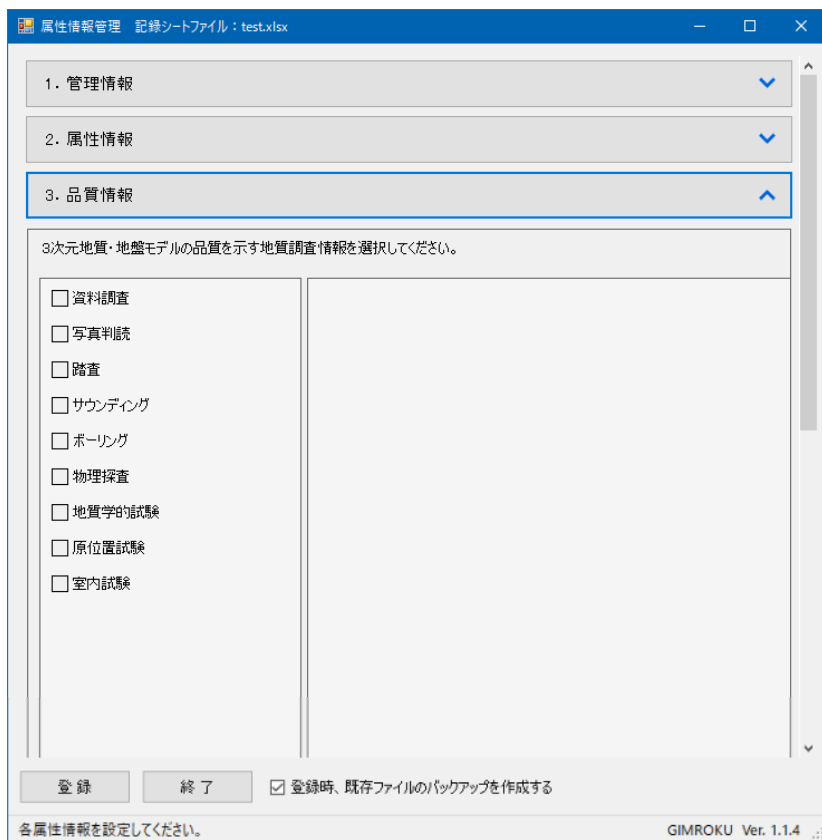 属性情報管理　記録シートファイル：test.xlsx
1．管理情報
2．属性情報
3．品質情報
3次元地質・地盤モデルの品質を示す地質調査情報を選択してください。
資料調査
写真判読
踏査
サウンディング
ボーリング
物理探査
地質学的試験
原位置試験
室内試験
登録　終了　登録時、既存ファイルのバックアップを作成する
各属性情報を設定してください。　GIMROKU Ver. 1.1.4